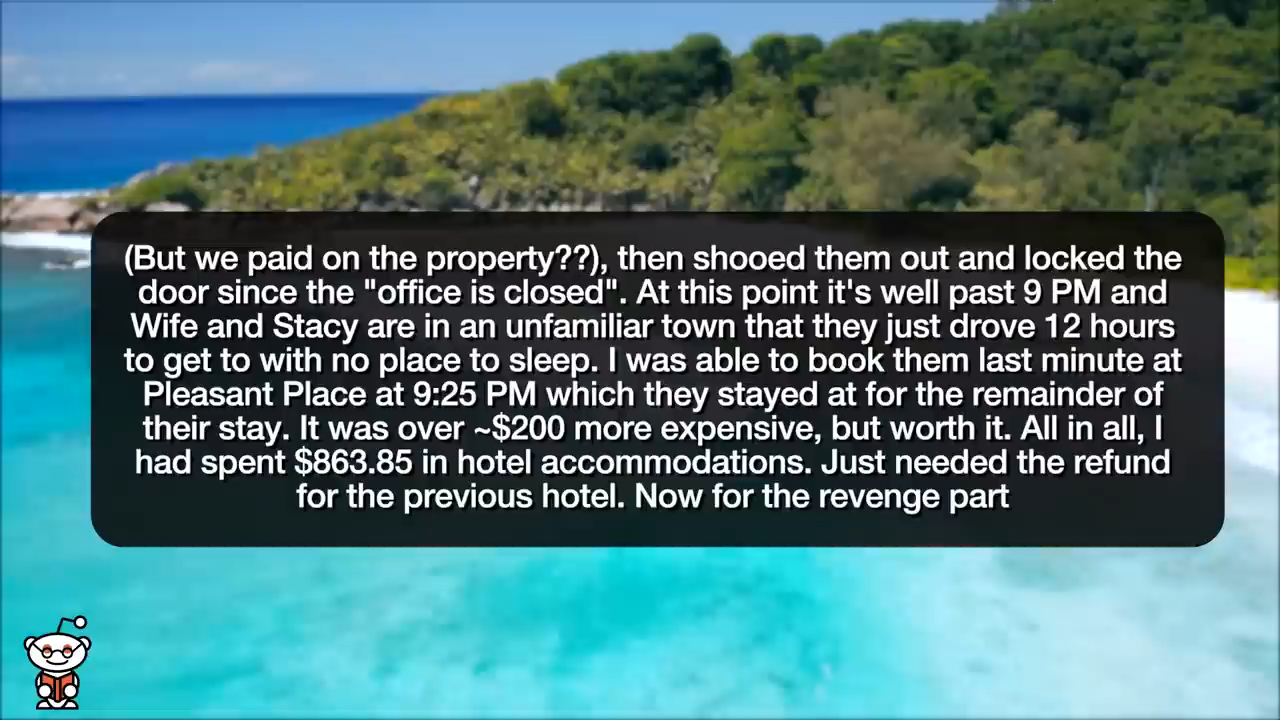 (But we paid on the property??), then shooed them out and locked the
door since the "office is closed". At this point it's well past 9 PM and
Wife and Stacy are in an unfamiliar town that they just drove 12 hours
to get to with no place to sleep. I was able to book them last minute at
Pleasant Place at 9:25 PM which they stayed at for the remainder of
their stay. It was over ~$200 more expensive, but worth it. All in all, I
had spent $863.85 in hotel accommodations. Just needed the refund
for the previous hotel. Now for the revenge part